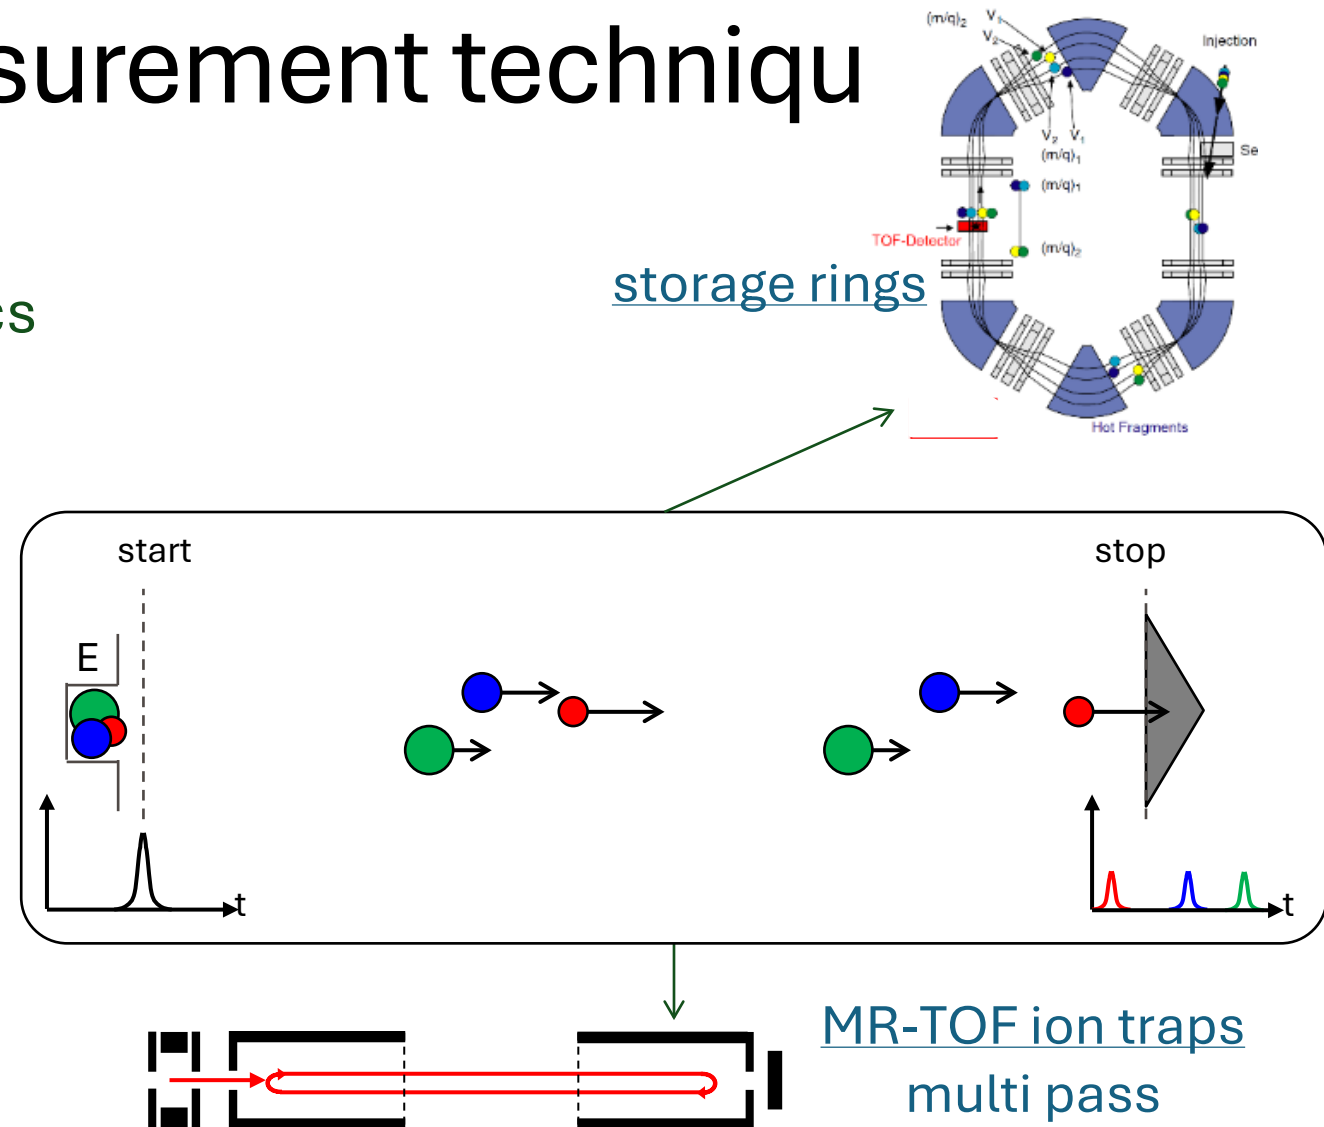 surement techniqu
cs
storage rings
(m/q)₂
V₁
V₂
Injection
V₂ V₁
(m/q)₁
Se
(m/q)₁
TOF-Detector
(m/q)₂
Hot Fragments
start
stop
E
t
t
MR-TOF ion traps
multi pass